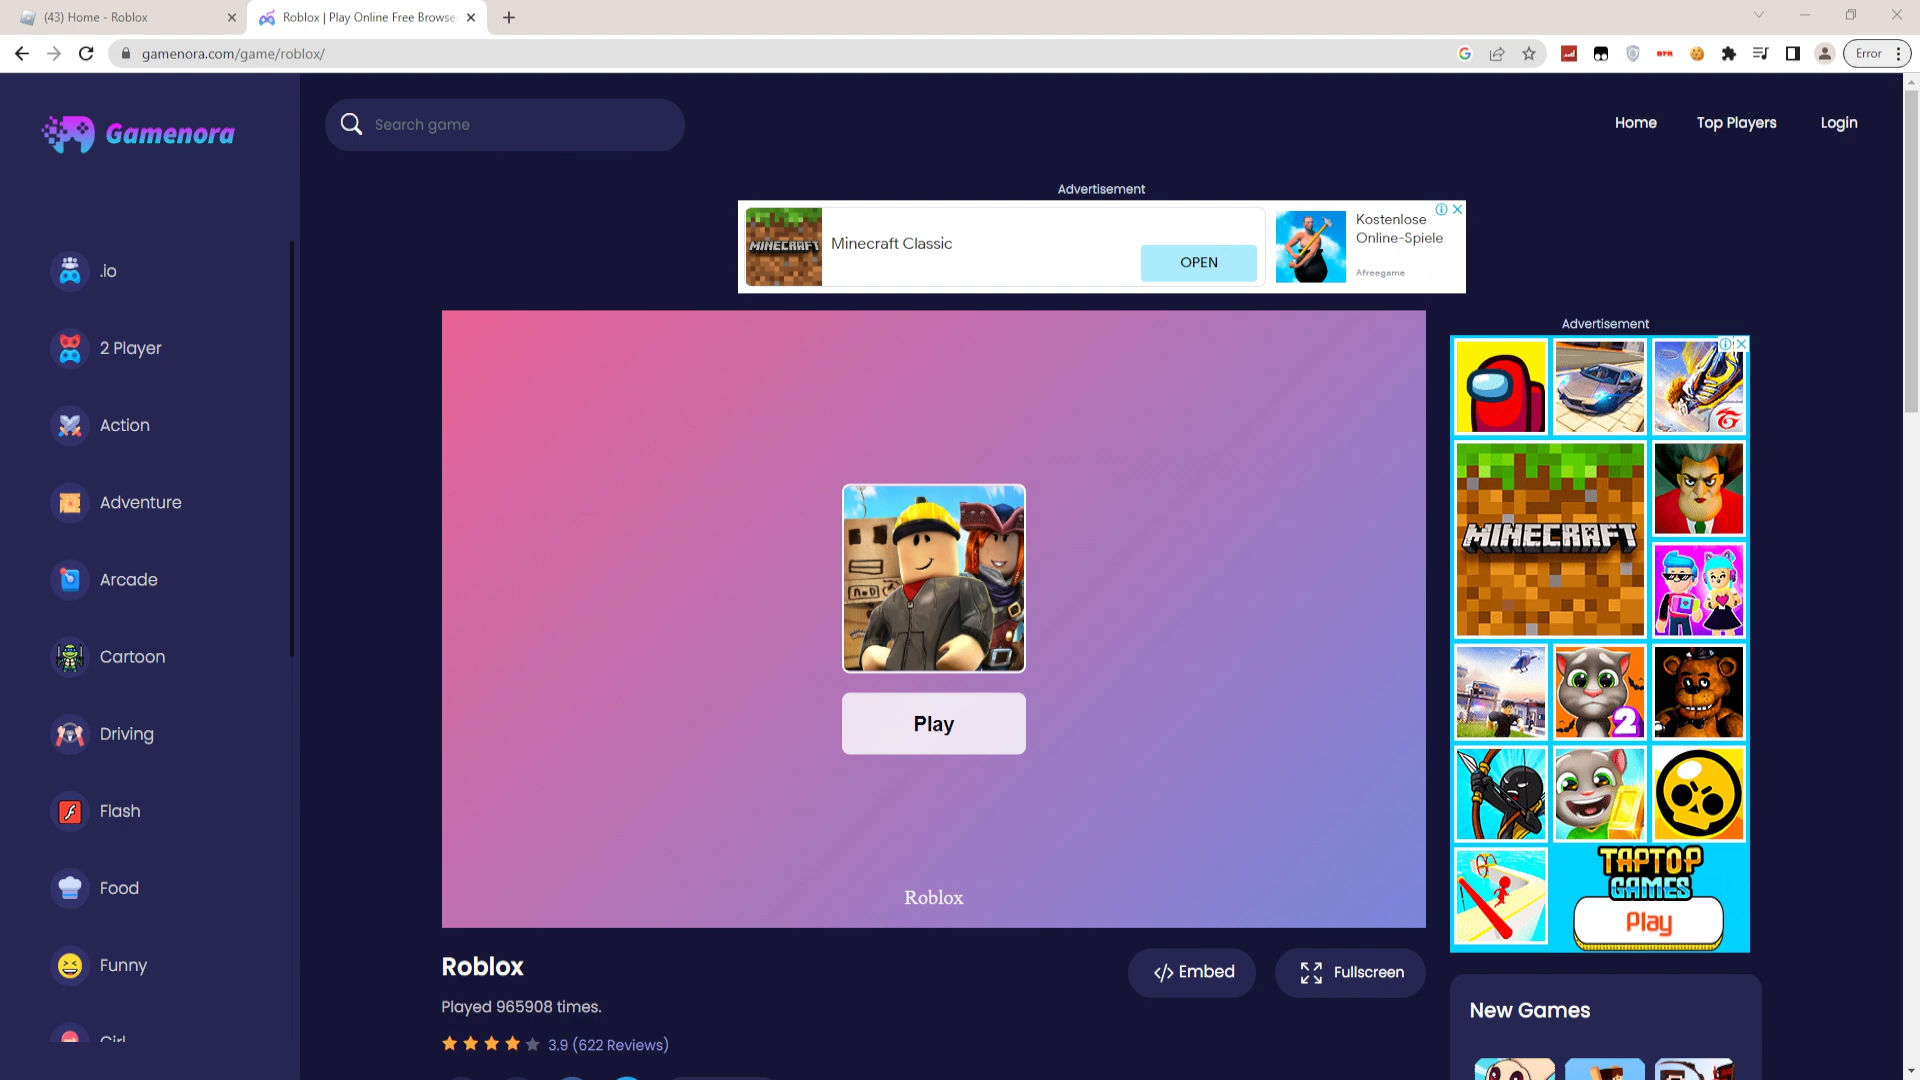 (43) Home - Roblox
Roblox | Play Online Free Browse
gamenora.com/game/roblox/
Error
Gamenora
Search game
Home
Top Players
Login
Advertisement
MINECRAFT
Minecraft Classic
OPEN
Kostenlose
Online-Spiele
Afreegame
.io
2 Player
Action
Adventure
Arcade
Cartoon
Driving
Flash
Food
Funny
Girl
Play
Roblox
Advertisement
MINECRAFT
2
TAPTOP
GAMES
Play
Roblox
Played 965908 times.
3.9 (622 Reviews)
</> Embed
Fullscreen
New Games